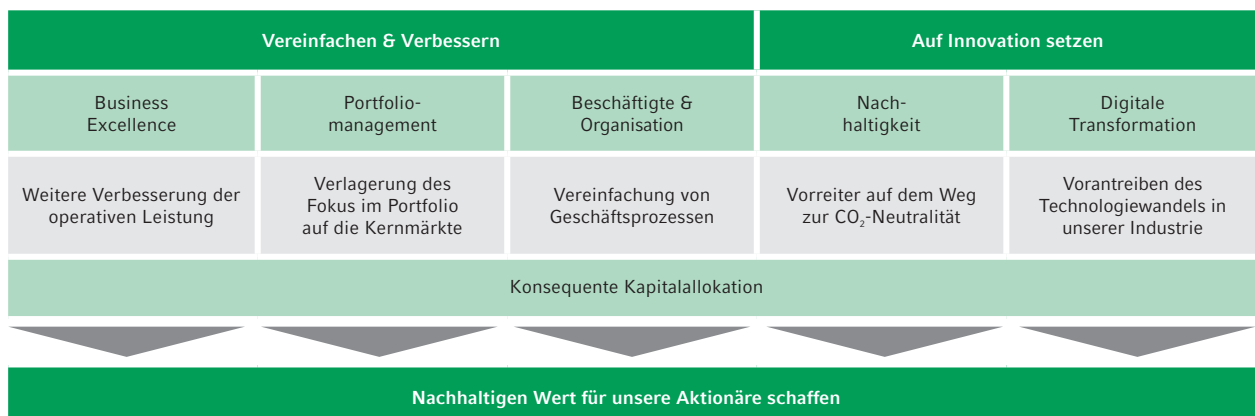 Vereinfachen & Verbessern
Auf Innovation setzen
Business
Excellence
Portfolio-
management
Beschäftigte &
Organisation
Nach-
haltigkeit
Digitale
Transformation
Weitere Verbesserung der
operativen Leistung
Verlagerung des
Fokus im Portfolio
auf die Kernmärkte
Vereinfachung von
Geschäftsprozessen
Vorreiter auf dem Weg
zur CO₂-Neutralität
Vorantreiben des
Technologiewandels in
unserer Industrie
Konsequente Kapitalallokation
Nachhaltigen Wert für unsere Aktionäre schaffen